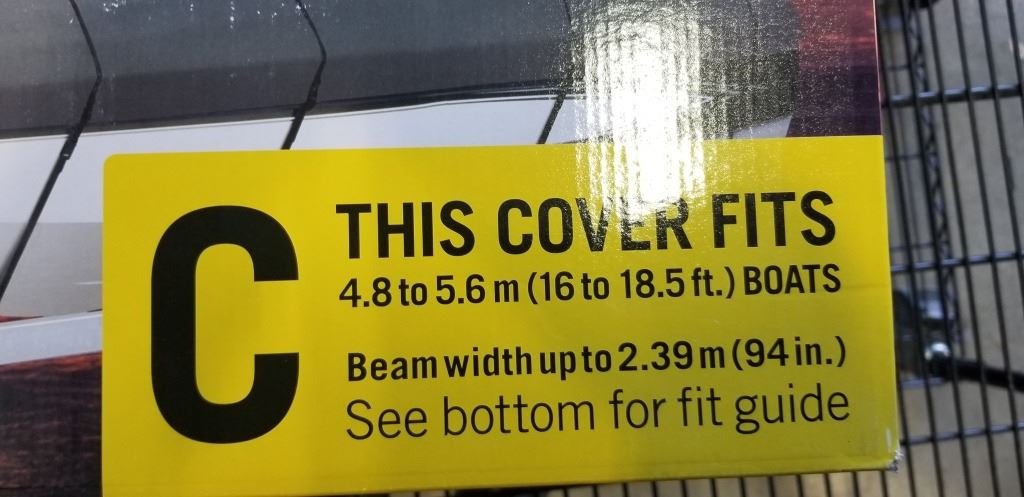 C
THIS COVER FITS
4.8 to 5.6 m (16 to 18.5 ft.) BOATS
Beam width up to 2.39 m (94 in.)
See bottom for fit guide